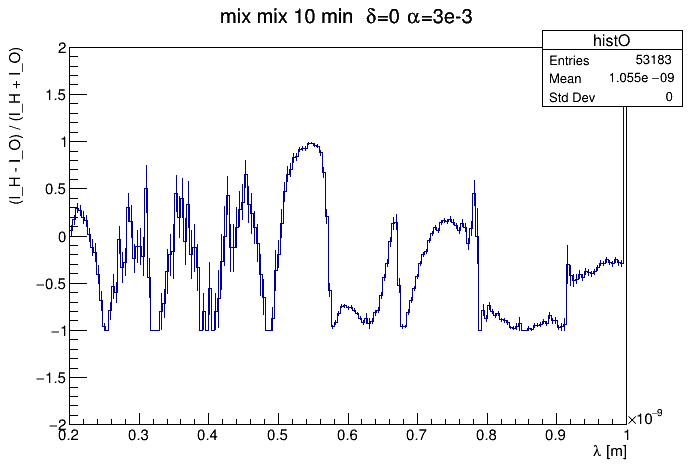 mix mix 10 min δ=0 α=3e-3
histO
Entries 53183
Mean 1.055e−09
Std Dev 0
(I_H - I_O) / (I_H + I_O)
2
1.5
1
0.5
0
−0.5
−1
−1.5
−2
0.2 0.3 0.4 0.5 0.6 0.7 0.8 0.9 1
×10⁻⁹
λ [m]